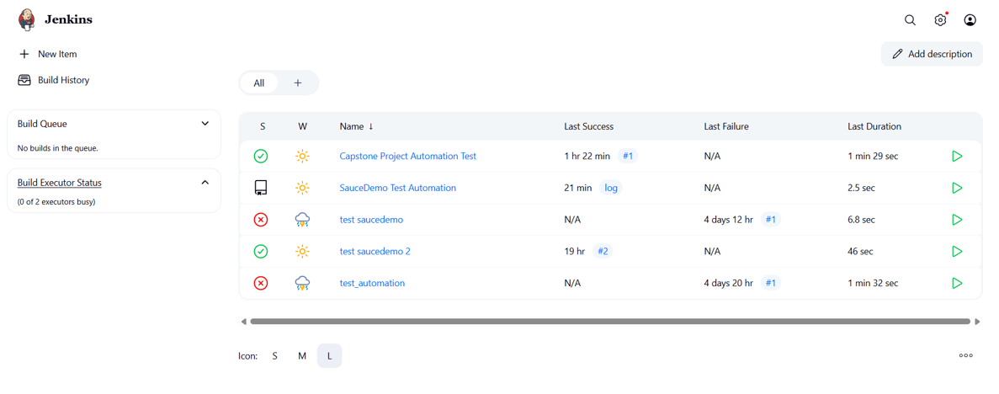 Jenkins
New Item
Add description
Build History
All +
Build Queue
No builds in the queue.
Build Executor Status
(0 of 2 executors busy)
S W Name ↓ Last Success Last Failure Last Duration
Capstone Project Automation Test 1 hr 22 min #1 N/A 1 min 29 sec
SauceDemo Test Automation 21 min log N/A 2.5 sec
test saucedemo N/A 4 days 12 hr #1 6.8 sec
test saucedemo 2 19 hr #2 N/A 46 sec
test_automation N/A 4 days 20 hr #1 1 min 32 sec
Icon: S M L